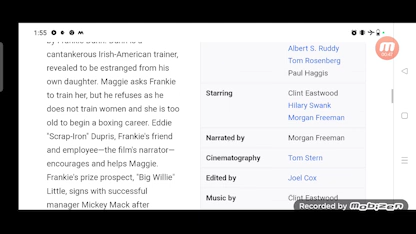 1:55
by Frankie Dunn. Dunn is a
cantankerous Irish-American trainer,
revealed to be estranged from his
own daughter. Maggie asks Frankie
to train her, but he refuses as he
does not train women and she is too
old to begin a boxing career. Eddie
"Scrap-Iron" Dupris, Frankie's friend
and employee—the film's narrator—
encourages and helps Maggie.
Frankie's prize prospect, "Big Willie"
Little, signs with successful
manager Mickey Mack after
Albert S. Ruddy
Tom Rosenberg
Paul Haggis
Starring
Clint Eastwood
Hilary Swank
Morgan Freeman
Narrated by
Morgan Freeman
Cinematography
Tom Stern
Edited by
Joel Cox
Music by
Clint Eastwood
Recorded by Mobizen